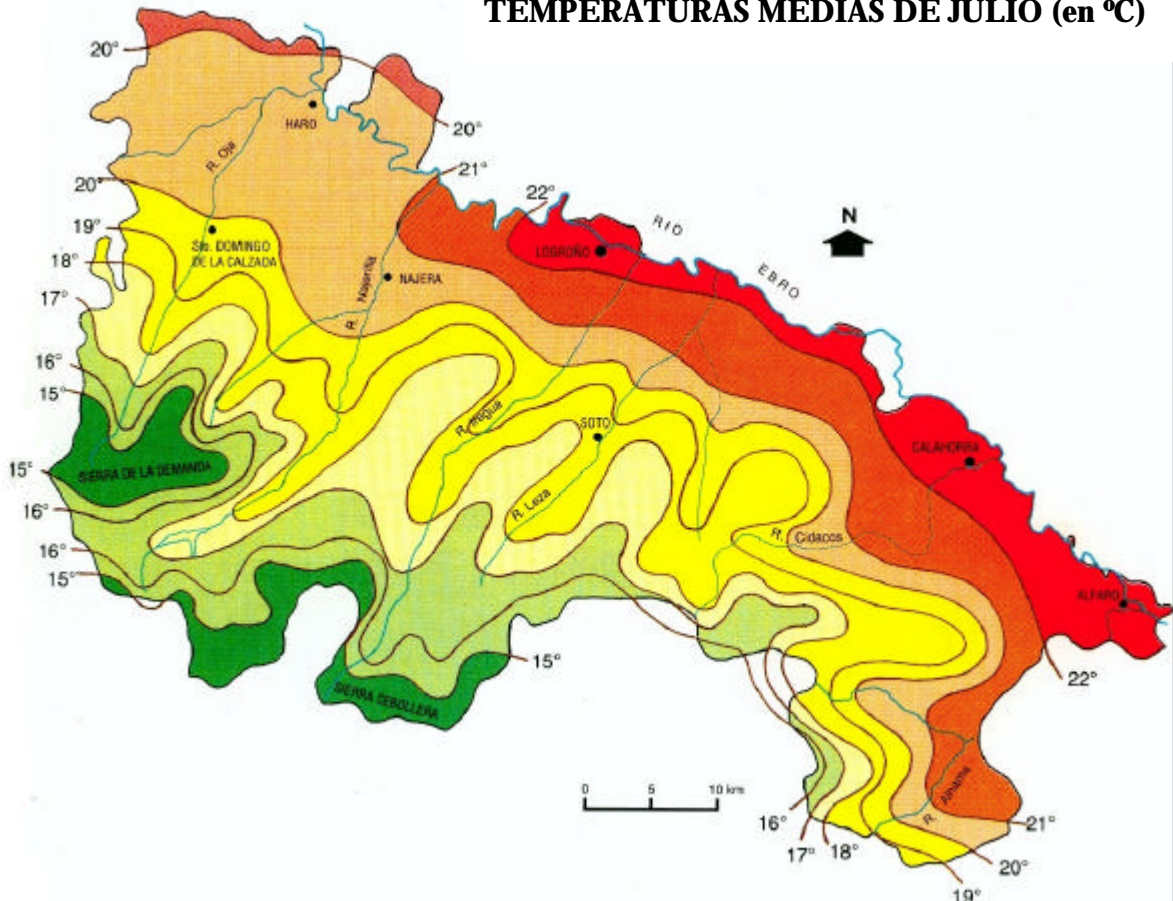 TEMPERATURAS MEDIAS DE JULIO (en ºC)
20°
HARO
20°
R. Oja
21°
20°
22°
19°
RIO
N
Sto. DOMINGO
DE LA CALZADA
LOGROÑO
18°
EBRO
R. Najerilla
NAJERA
17°
16°
15°
R. Iregua
SOTO
CALAHORRA
15°
SIERRA DE LA DEMANDA
R. Leza
16°
R. Cidacos
16°
15°
ALFARO
15°
22°
SIERRA CEBOLLERA
0 5 10 km
R. Alhama
16°
21°
17°
18°
20°
19°